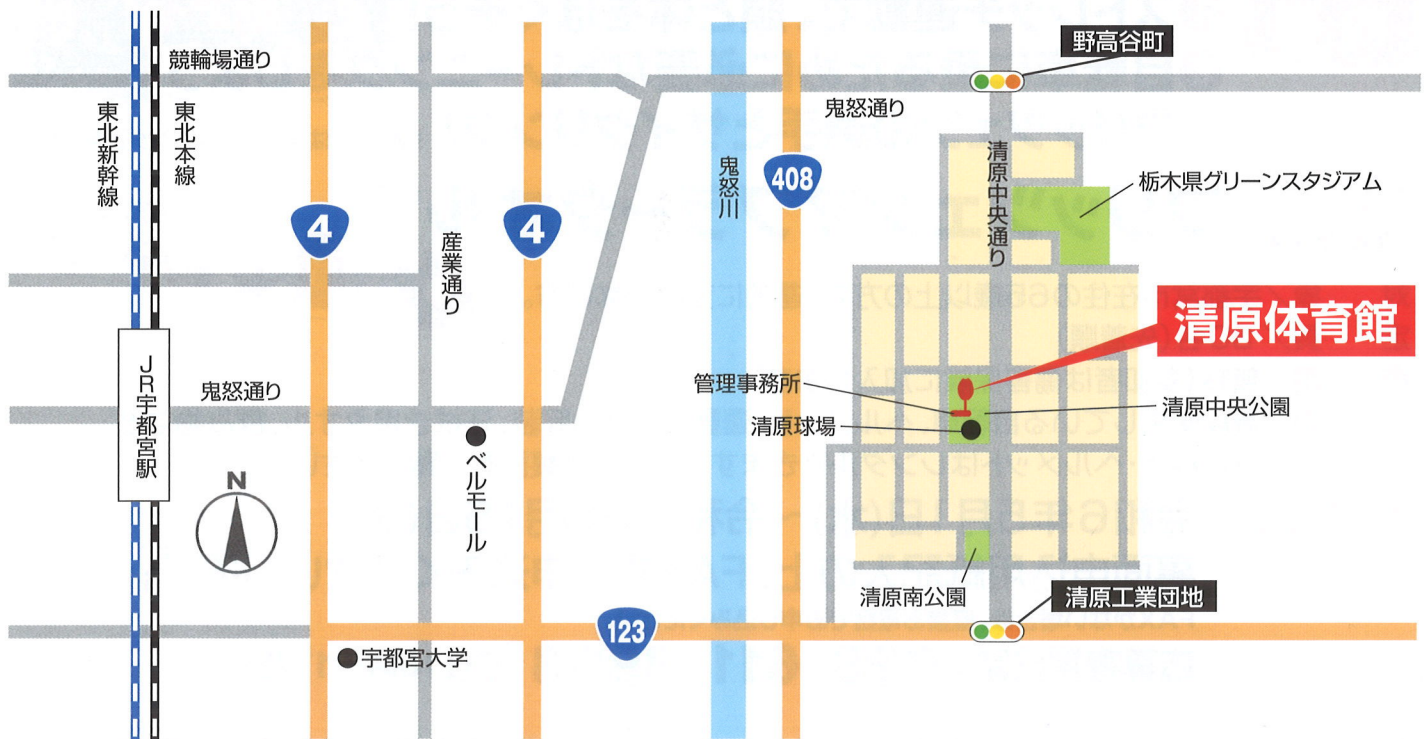 野高谷町
競輪場通り
鬼怒通り
東北新幹線
東北本線
清原中央通り
鬼怒川
408
栃木県グリーンスタジアム
4
4
産業通り
清原体育館
JR宇都宮駅
鬼怒通り
管理事務所
清原中央公園
清原球場
ベルモール
N
清原南公園
清原工業団地
123
宇都宮大学